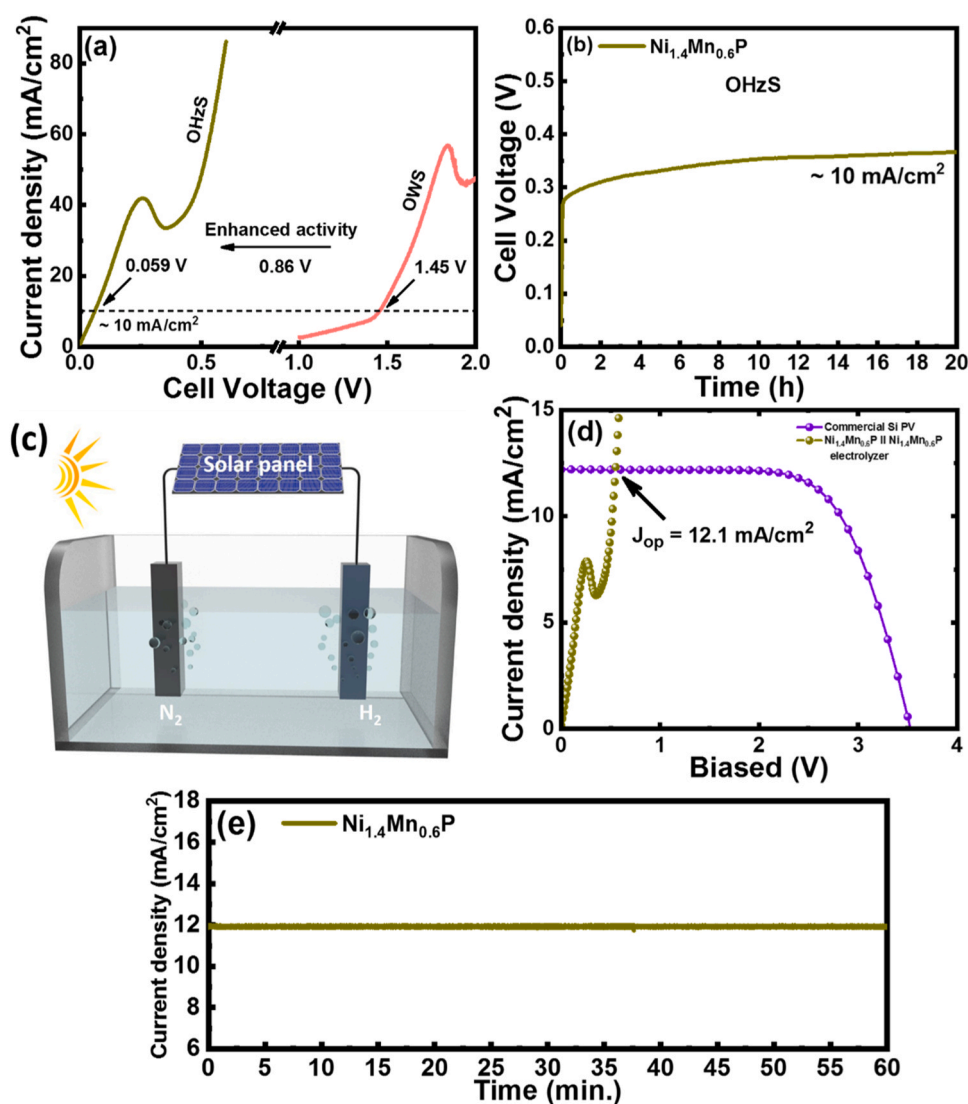 (a)
OHzS
OWS
Enhanced activity
0.86 V
0.059 V
1.45 V
~ 10 mA/cm²
Current density (mA/cm²)
80
60
40
20
0
0.0
0.5
1.0
1.5
2.0
Cell Voltage (V)
(b)
Ni₁.₄Mn₀.₆P
OHzS
~ 10 mA/cm²
Cell Voltage (V)
0.6
0.5
0.4
0.3
0.2
0.1
0.0
0 2 4 6 8 10 12 14 16 18 20
Time (h)
(c)
Solar panel
N₂
H₂
(d)
Commercial Si PV
Ni₁.₄Mn₀.₆P II Ni₁.₄Mn₀.₆P
electrolyzer
Jop = 12.1 mA/cm²
Current density (mA/cm²)
15
10
5
0
0 1 2 3 4
Biased (V)
(e)
Ni₁.₄Mn₀.₆P
Current density (mA/cm²)
18
16
14
12
10
8
6
0 5 10 15 20 25 30 35 40 45 50 55 60
Time (min.)